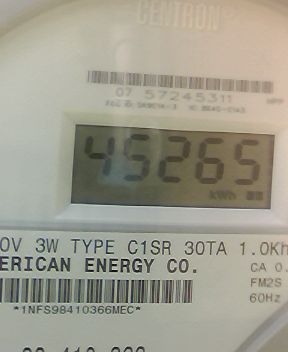 CENTRON
07 57245311
45265
kWh
0V 3W TYPE C1SR 30TA 1.0Kh
ERICAN ENERGY CO.
CA 0.
FM2S
60Hz
*1NFS98410366MEC*